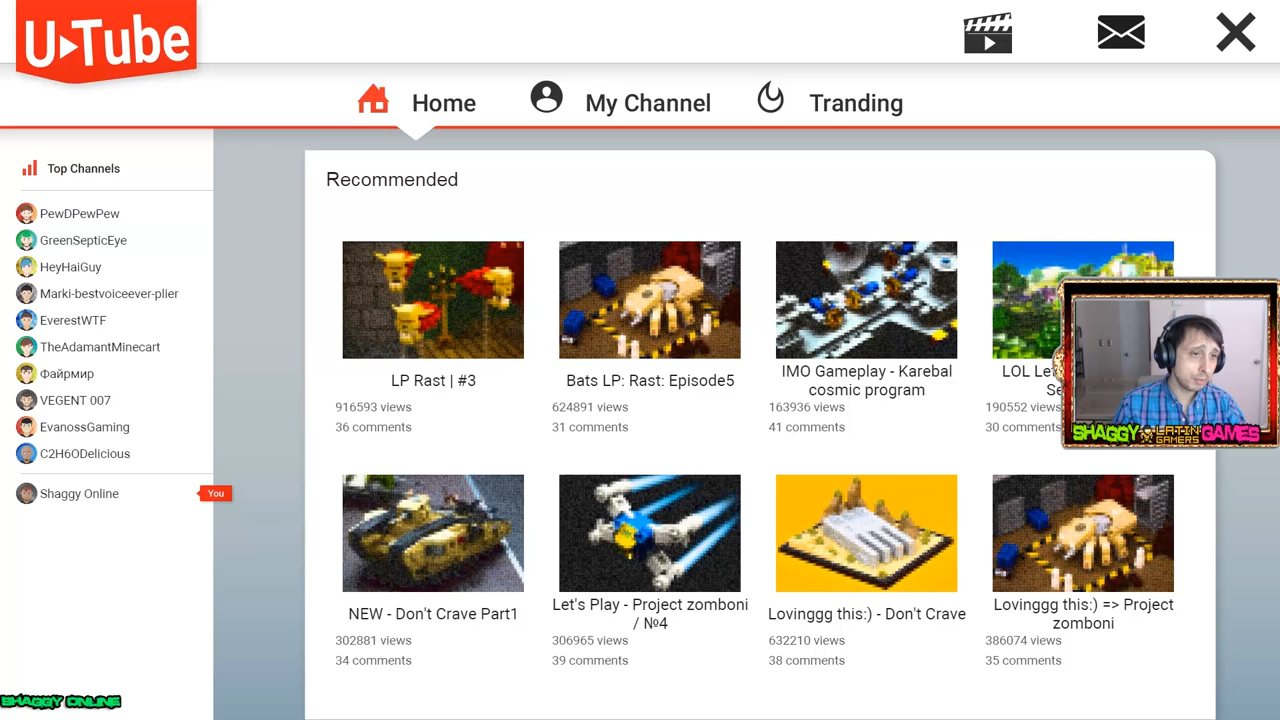 U Tube
Home
My Channel
Tranding
Top Channels
PewDPewPew
GreenSepticEye
HeyHaiGuy
Marki-bestvoiceever-plier
EverestWTF
TheAdamantMinecart
Файрмир
VEGENT 007
EvanossGaming
C2H6ODelicious
Shaggy Online
You
Recommended
LP Rast | #3
916593 views
36 comments
Bats LP: Rast: Episode5
624891 views
31 comments
IMO Gameplay - Karebal
cosmic program
163936 views
41 comments
LOL
190552 views
30 comments
NEW - Don't Crave Part1
302881 views
34 comments
Let's Play - Project zomboni
/ №4
306965 views
39 comments
Lovinggg this:) - Don't Crave
632210 views
38 comments
Lovinggg this:) => Project
zomboni
386074 views
35 comments
SHAGGY LATIN GAMERS GAMES
SHAGGY ONLINE